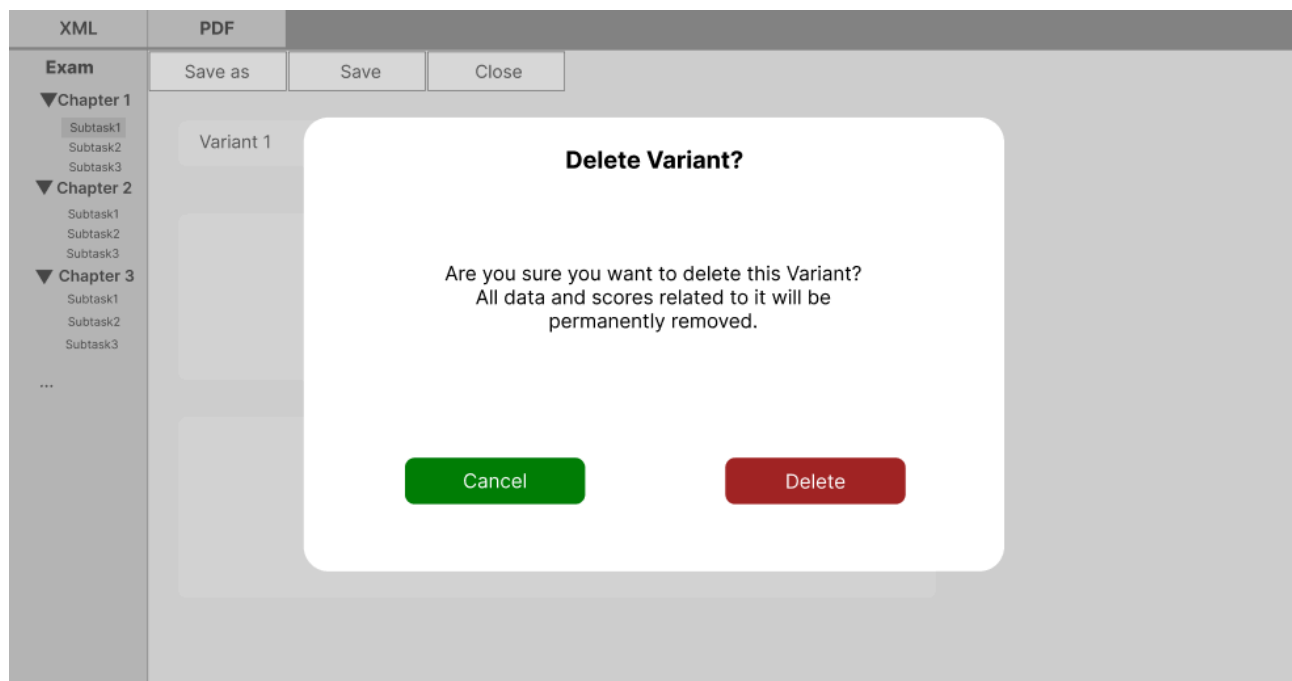 XML
PDF
Exam
Save as
Save
Close
▼Chapter 1
Subtask1
Subtask2
Subtask3
▼ Chapter 2
Subtask1
Subtask2
Subtask3
▼ Chapter 3
Subtask1
Subtask2
Subtask3
...
Variant 1
Delete Variant?
Are you sure you want to delete this Variant?
All data and scores related to it will be
permanently removed.
Cancel
Delete